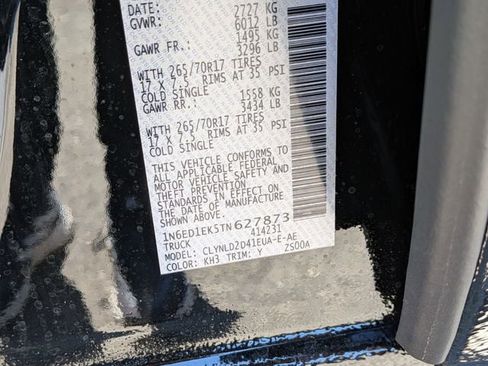 DATE: 2727 KG
GVWR: 6012 LB
1495 KG
GAWR FR.: 3296 LB
WITH 265/70R17 TIRES
17 X 7.5 RIMS AT 35 PSI
COLD SINGLE 1558 KG
GAWR RR.: 3434 LB
WITH 265/70R17 TIRES
17 X 7.5 RIMS AT 35 PSI
COLD SINGLE
THIS VEHICLE CONFORMS TO
ALL APPLICABLE FEDERAL
MOTOR VEHICLE SAFETY AND
THEFT PREVENTION
STANDARDS IN EFFECT ON
DATE OF MANUFACTURE
1N6ED1EK5TN627873
TRUCK 414231
MODEL: CLYNLD2D41EUA-E-AE
COLOR: KH3 TRIM: Y ZS00A